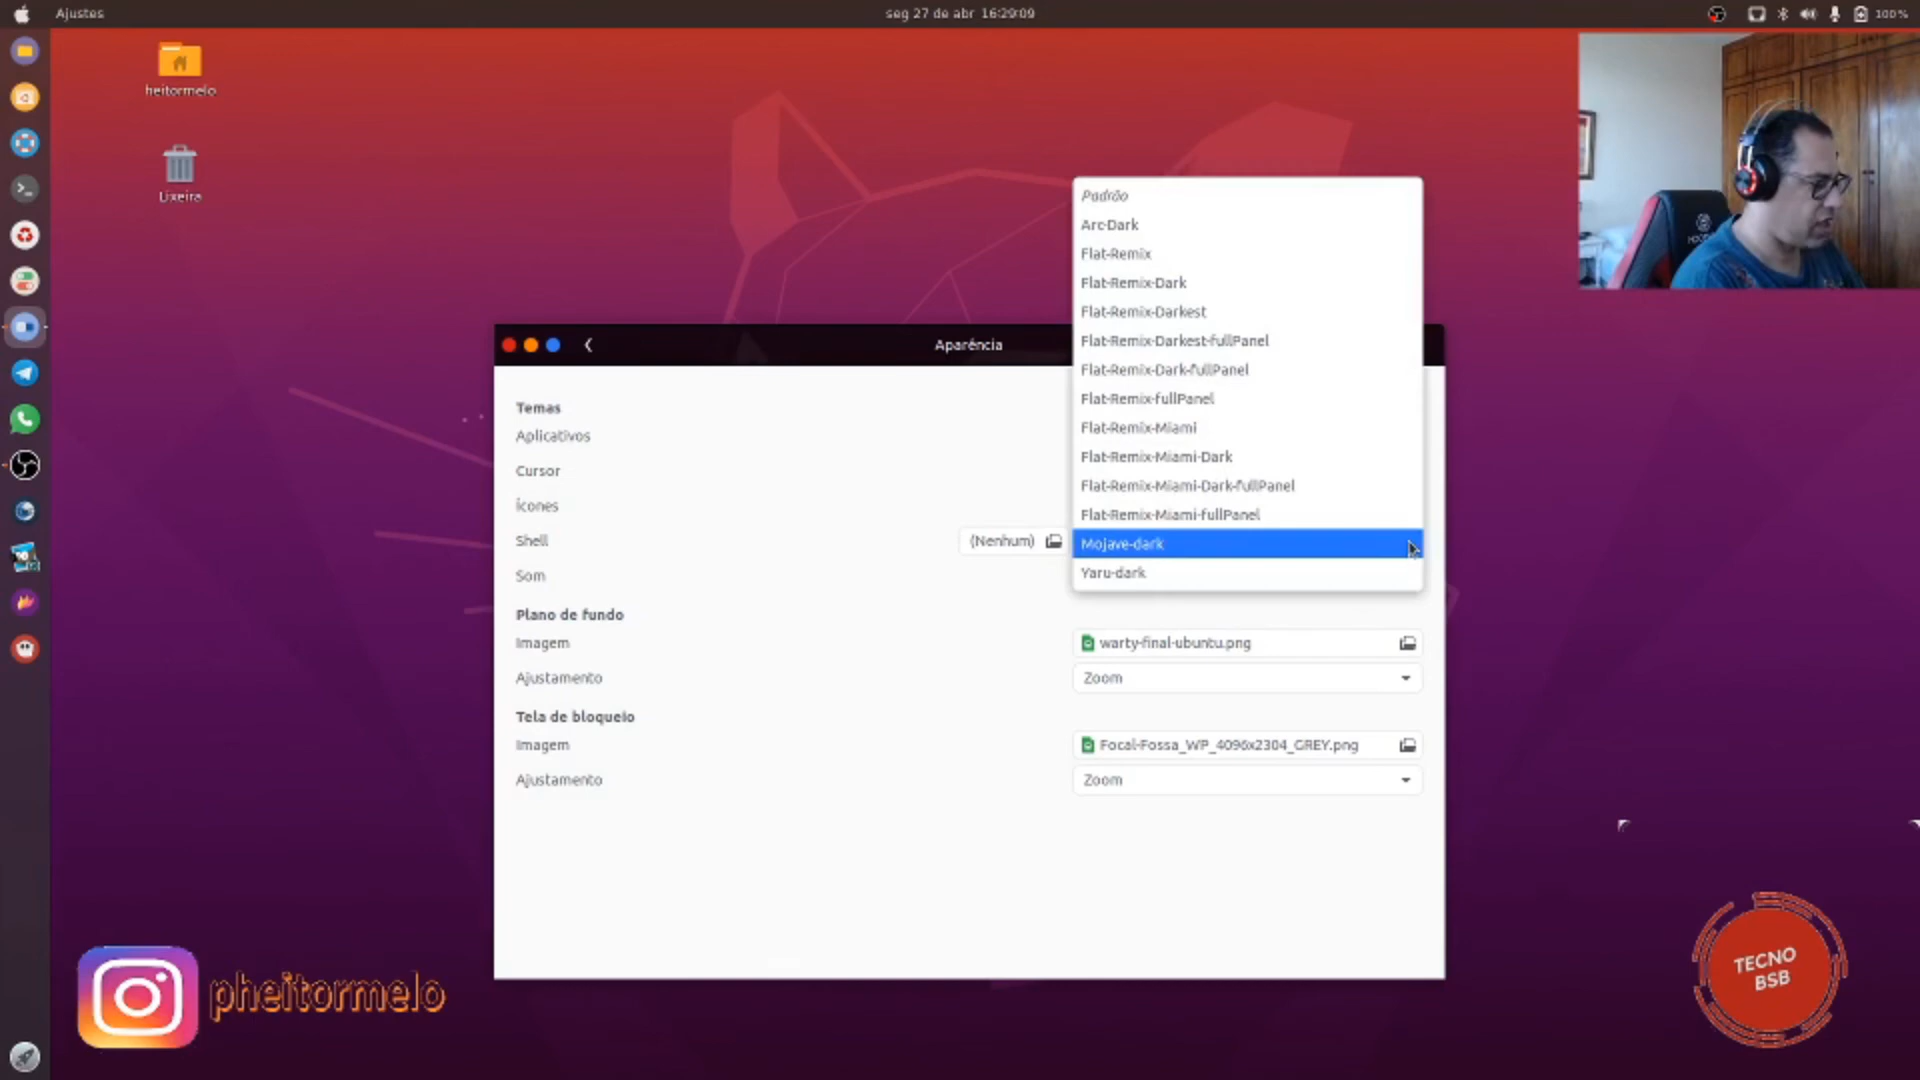 Ajustes
seg 27 de abr 16:29:09
100%
heitormelo
Lixeira
Padrão
Arc-Dark
Flat-Remix
Flat-Remix-Dark
Flat-Remix-Darkest
Flat-Remix-Darkest-fullPanel
Flat-Remix-Dark-fullPanel
Flat-Remix-fullPanel
Flat-Remix-Miami
Flat-Remix-Miami-Dark
Flat-Remix-Miami-Dark-fullPanel
Flat-Remix-Miami-fullPanel
Mojave-dark
Yaru-dark
Aparência
Temas
Aplicativos
Cursor
Ícones
Shell
(Nenhum)
Som
Plano de fundo
Imagem
warty-final-ubuntu.png
Ajustamento
Zoom
Tela de bloqueio
Imagem
Focal-Fossa_WP_4096x2304_GREY.png
Ajustamento
Zoom
pheitormelo
TECNO
BSB